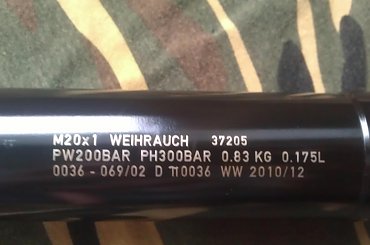 M20x1 WEIHRAUCH 37205
PW200BAR PH300BAR 0.83 KG 0.175L
0036 - 069/02 D π0036 WW 2010/12